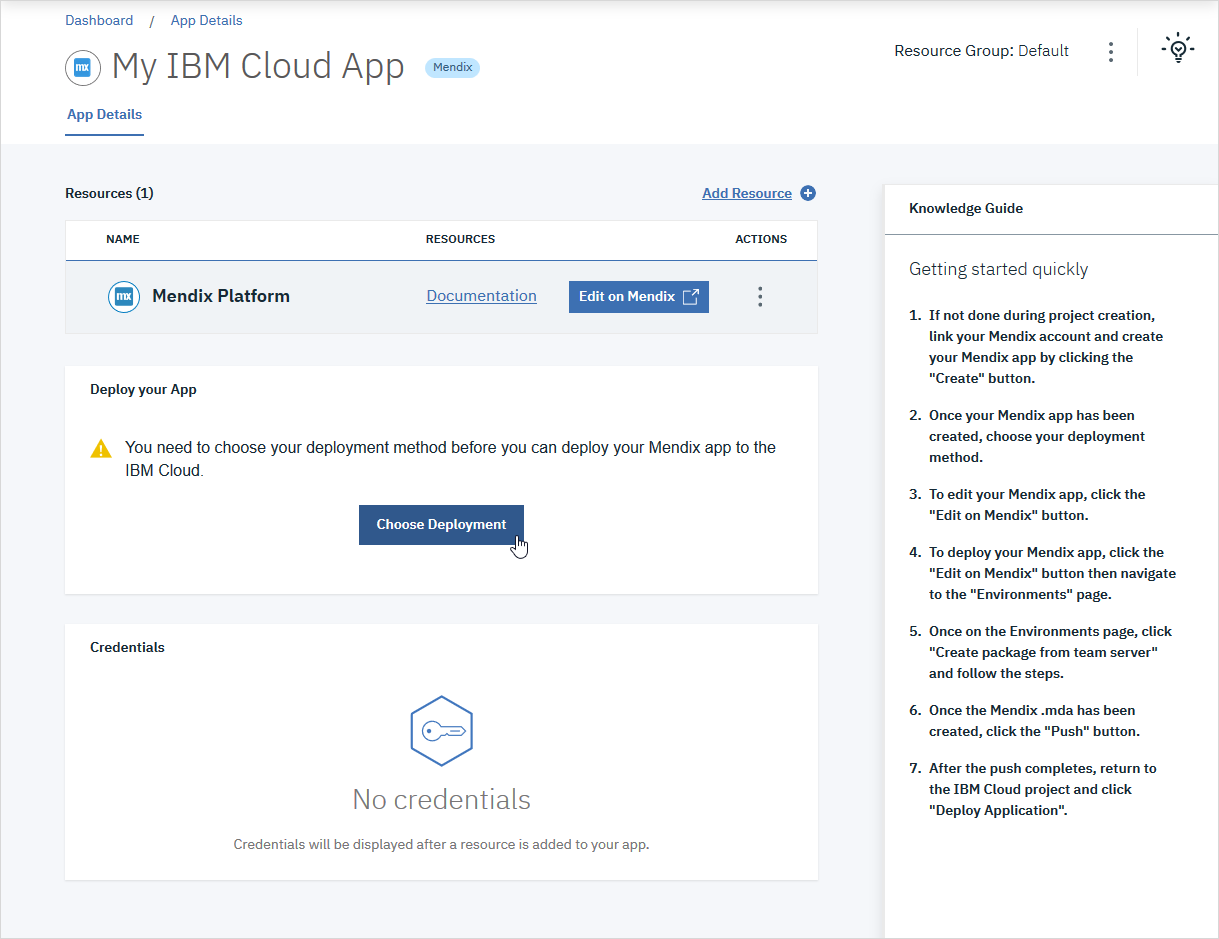 Dashboard / App Details
mx My IBM Cloud App Mendix
Resource Group: Default
App Details
Resources (1)
Add Resource
NAME RESOURCES ACTIONS
mx Mendix Platform Documentation Edit on Mendix
Deploy your App
You need to choose your deployment method before you can deploy your Mendix app to the
IBM Cloud.
Choose Deployment
Credentials
No credentials
Credentials will be displayed after a resource is added to your app.
Knowledge Guide
Getting started quickly
1. If not done during project creation,
link your Mendix account and create
your Mendix app by clicking the
"Create" button.
2. Once your Mendix app has been
created, choose your deployment
method.
3. To edit your Mendix app, click the
"Edit on Mendix" button.
4. To deploy your Mendix app, click the
"Edit on Mendix" button then navigate
to the "Environments" page.
5. Once on the Environments page, click
"Create package from team server"
and follow the steps.
6. Once the Mendix .mda has been
created, click the "Push" button.
7. After the push completes, return to
the IBM Cloud project and click
"Deploy Application".